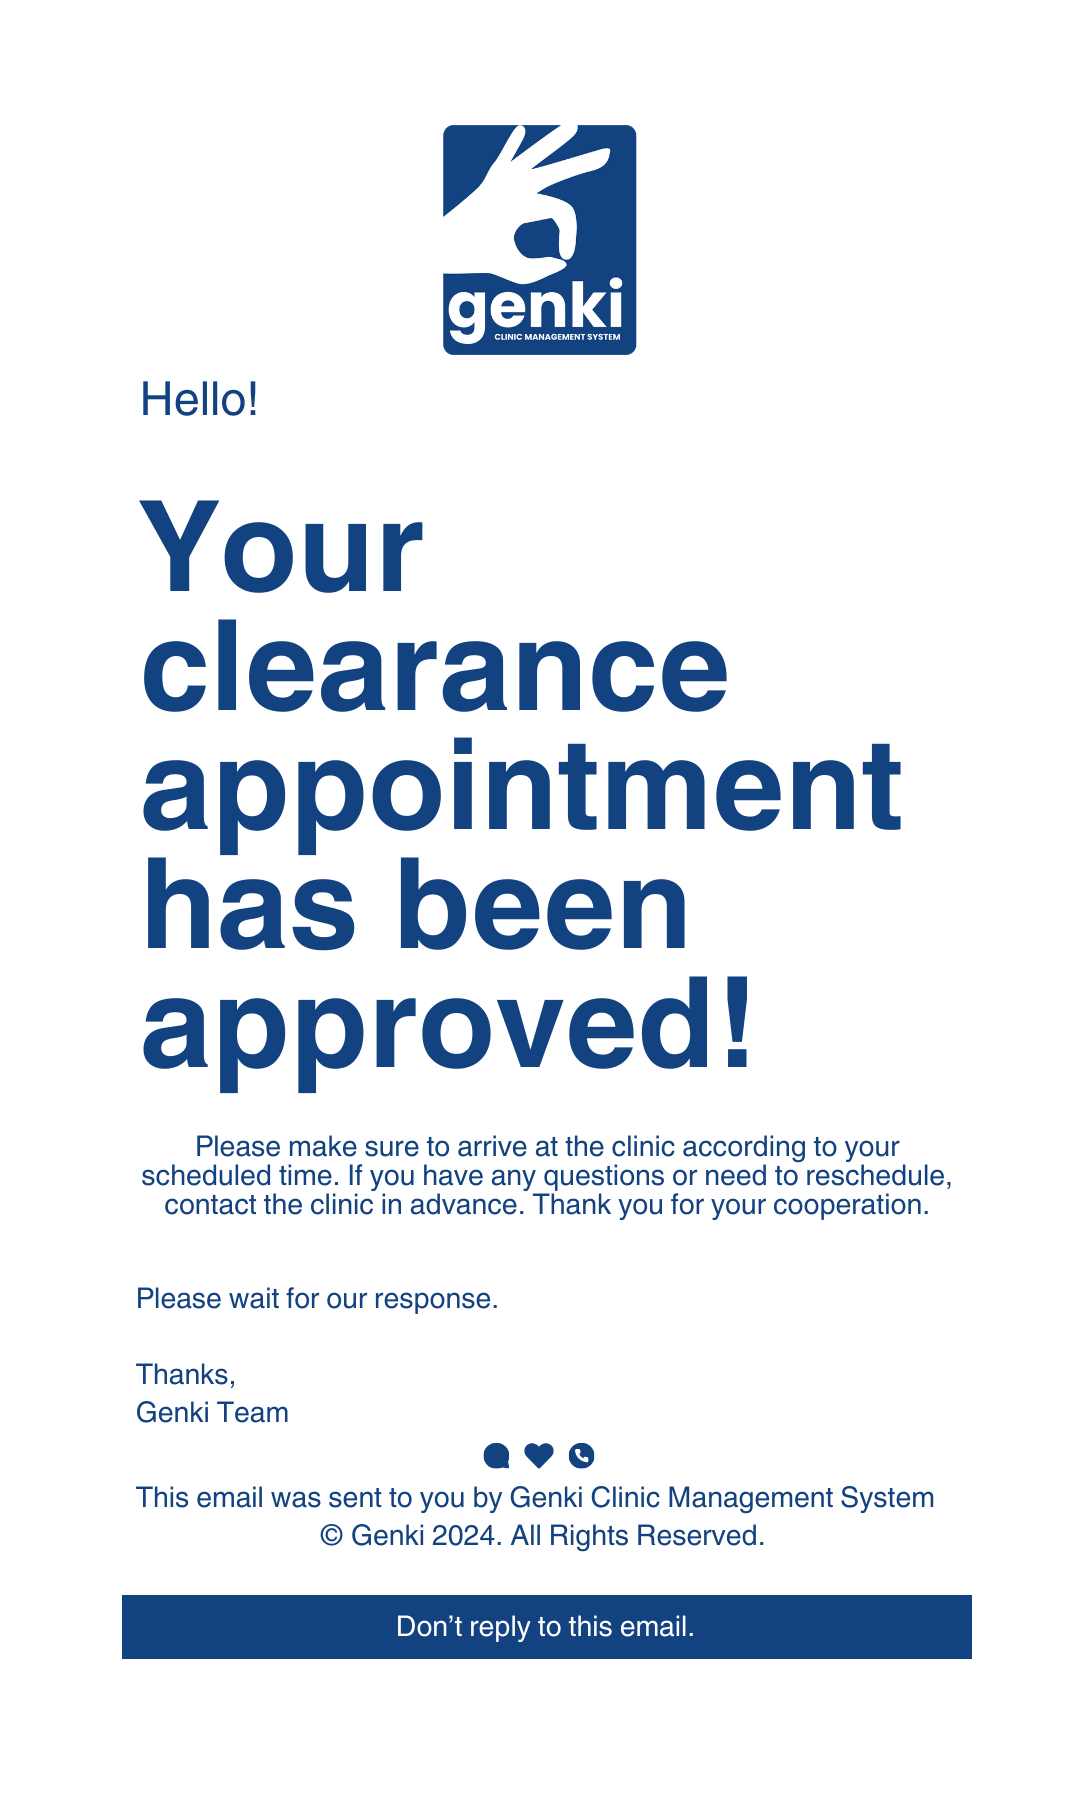 genki
CLINIC MANAGEMENT SYSTEM
Hello!
Your
clearance
appointment
has been
approved!
Please make sure to arrive at the clinic according to your
scheduled time. If you have any questions or need to reschedule,
contact the clinic in advance. Thank you for your cooperation.
Please wait for our response.
Thanks,
Genki Team
This email was sent to you by Genki Clinic Management System
© Genki 2024. All Rights Reserved.
Don’t reply to this email.